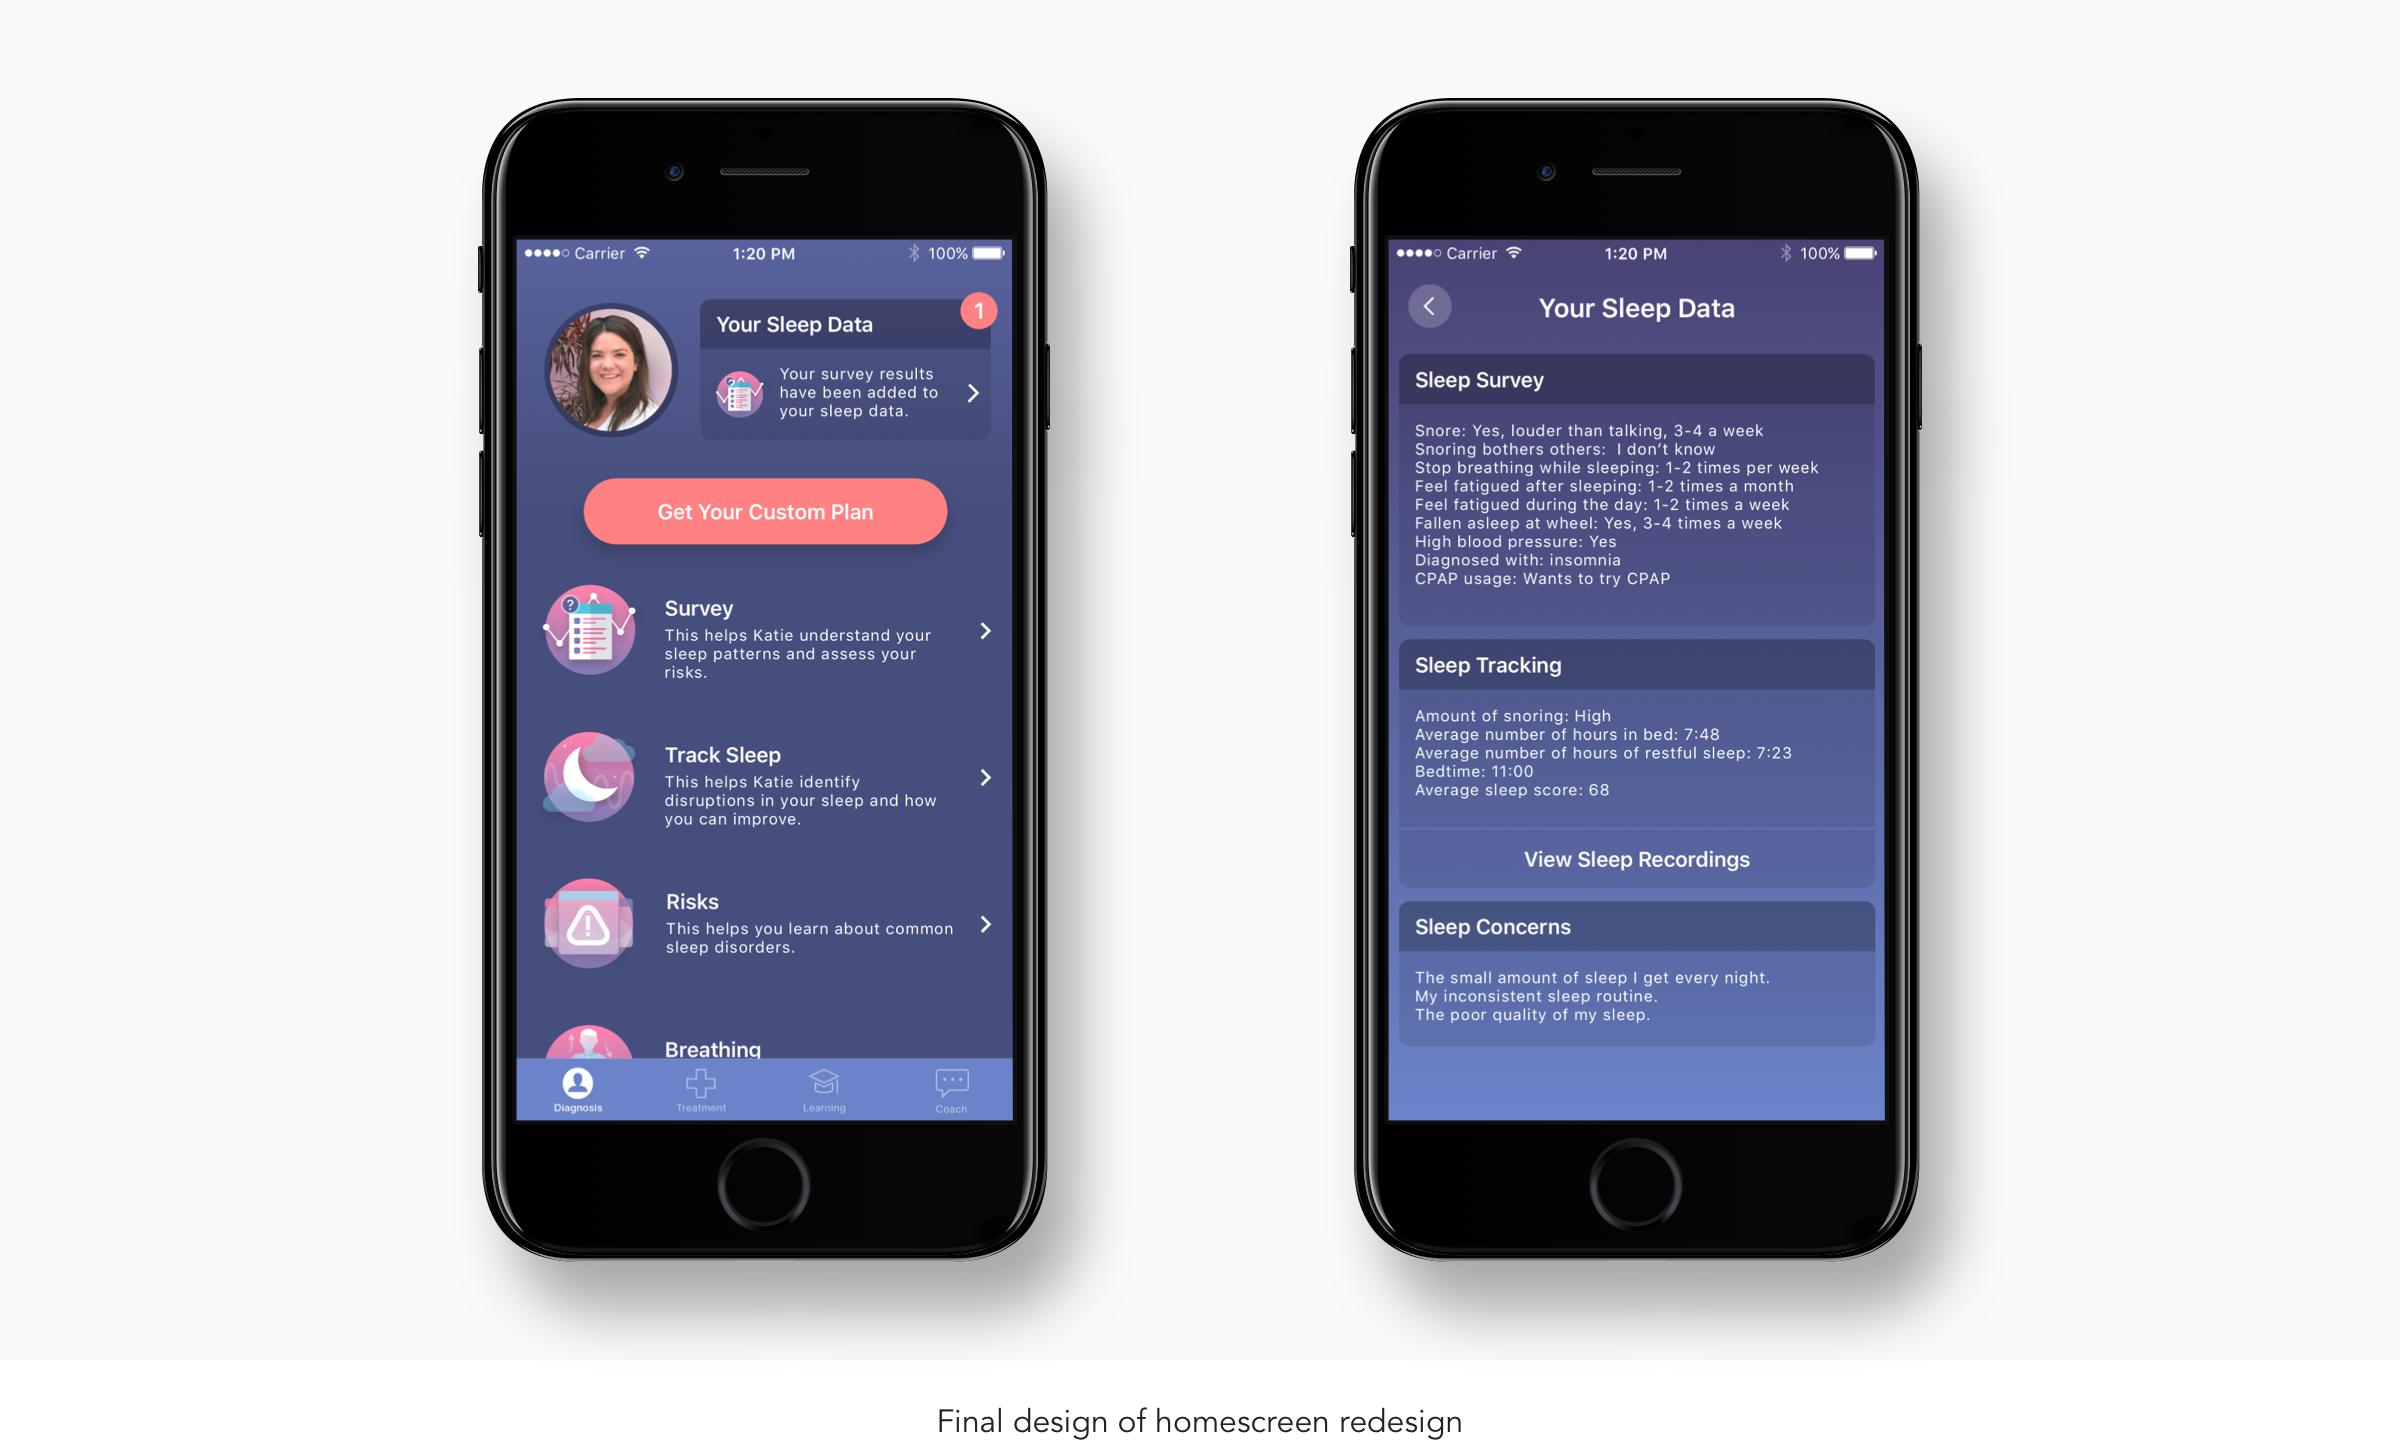 Carrier 1:20 PM 100%
Your Sleep Data
1
Your survey results
have been added to
your sleep data.
Get Your Custom Plan
?
Survey
This helps Katie understand your
sleep patterns and assess your
risks.
Track Sleep
This helps Katie identify
disruptions in your sleep and how
you can improve.
Risks
This helps you learn about common
sleep disorders.
Breathing
Diagnosis Treatment Learning Coach
Carrier 1:20 PM 100%
Your Sleep Data
Sleep Survey
Snore: Yes, louder than talking, 3-4 a week
Snoring bothers others:  I don’t know
Stop breathing while sleeping: 1-2 times per week
Feel fatigued after sleeping: 1-2 times a month
Feel fatigued during the day: 1-2 times a week
Fallen asleep at wheel: Yes, 3-4 times a week
High blood pressure: Yes
Diagnosed with: insomnia
CPAP usage: Wants to try CPAP
Sleep Tracking
Amount of snoring: High
Average number of hours in bed: 7:48
Average number of hours of restful sleep: 7:23
Bedtime: 11:00
Average sleep score: 68
View Sleep Recordings
Sleep Concerns
The small amount of sleep I get every night.
My inconsistent sleep routine.
The poor quality of my sleep.
Final design of homescreen redesign